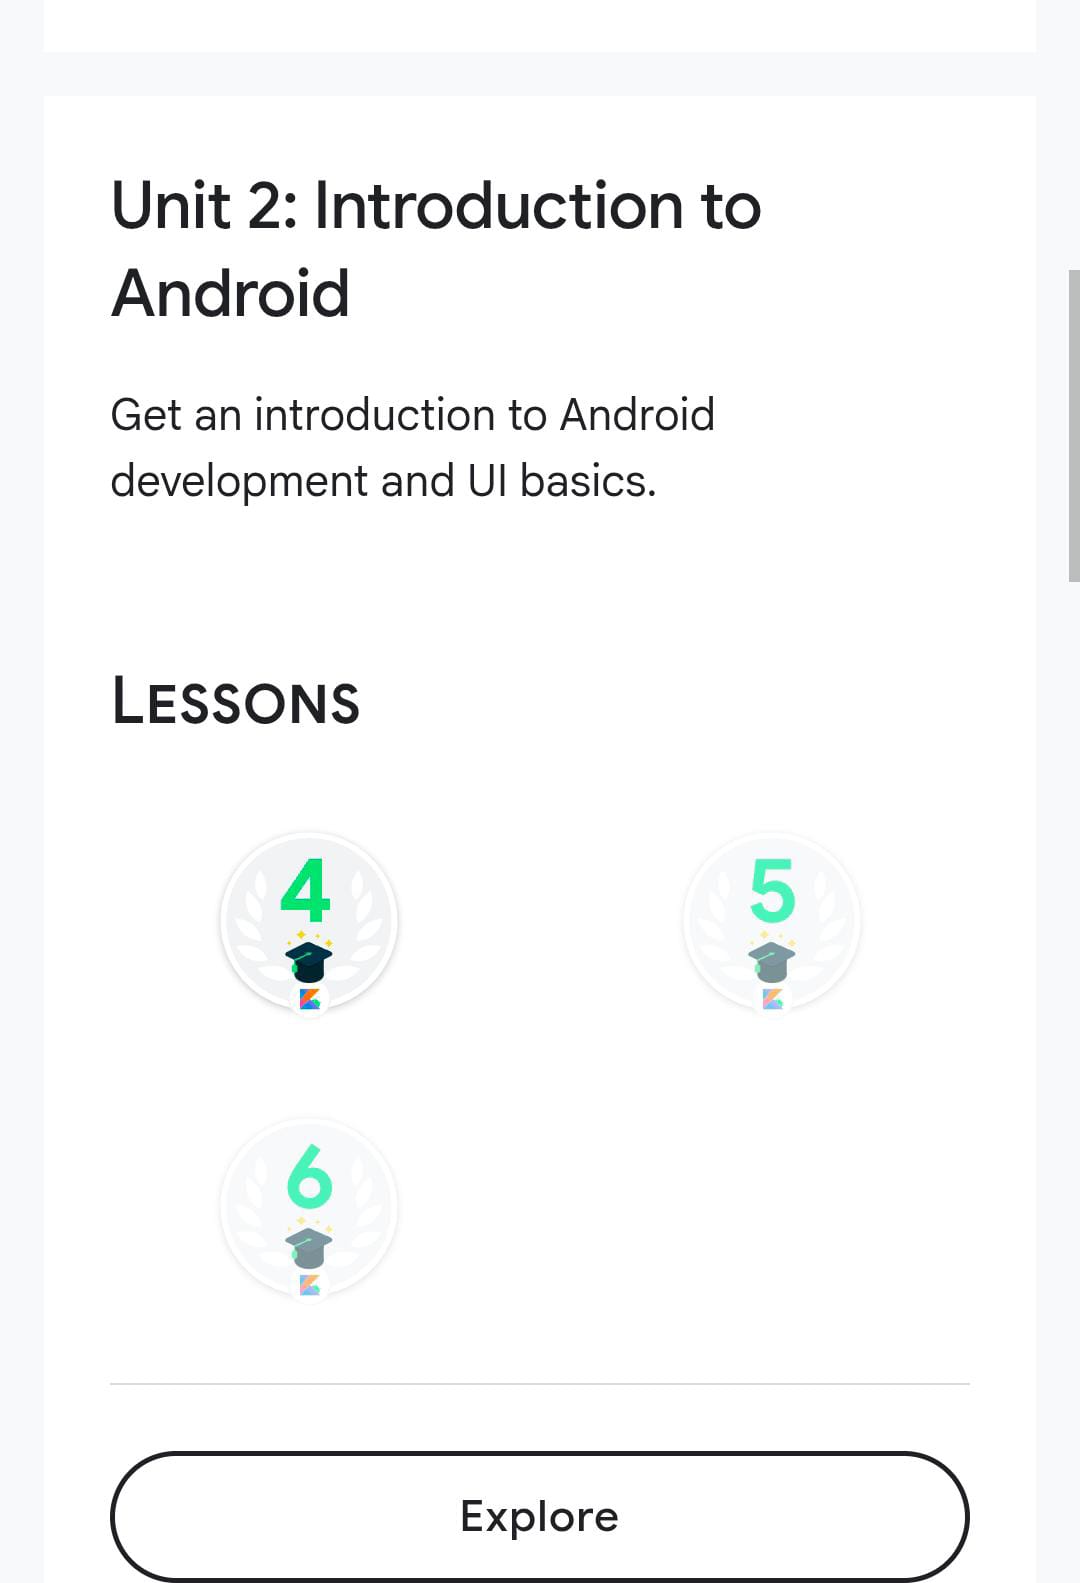 Unit 2: Introduction to
Android
Get an introduction to Android
development and UI basics.
LESSONS
4
5
6
Explore